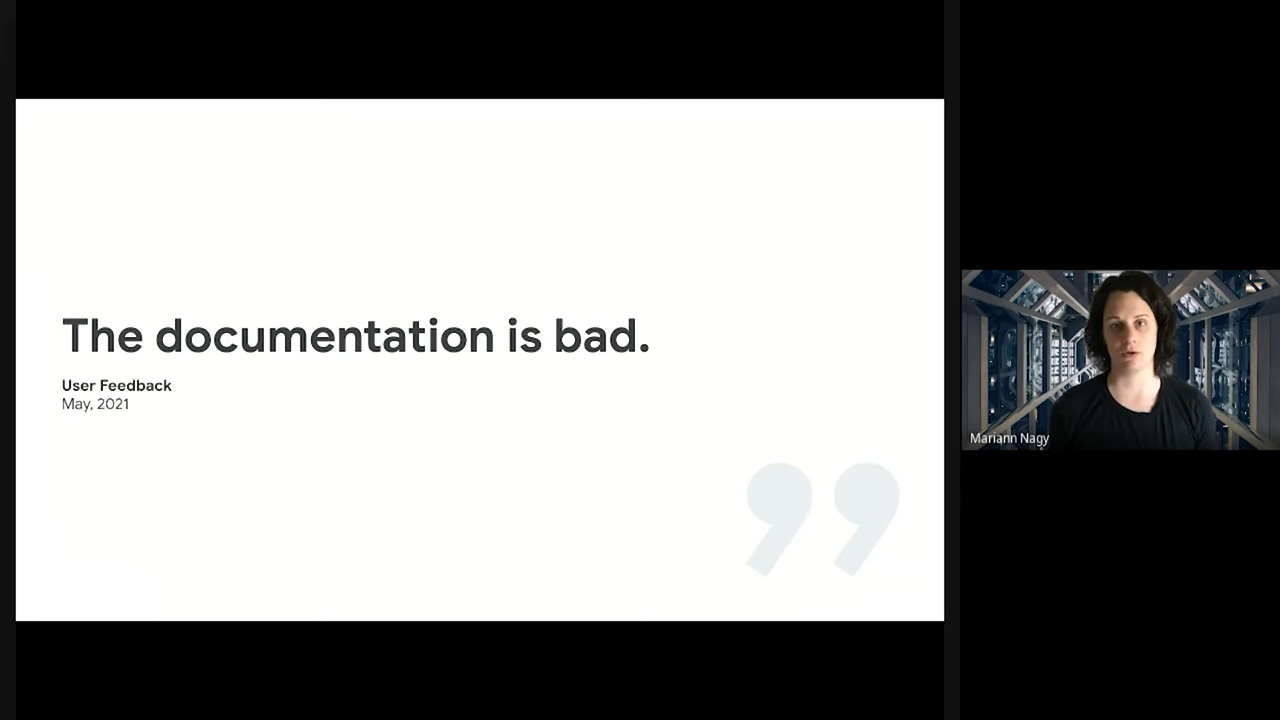 The documentation is bad.
User Feedback
May, 2021
”
Mariann Nagy